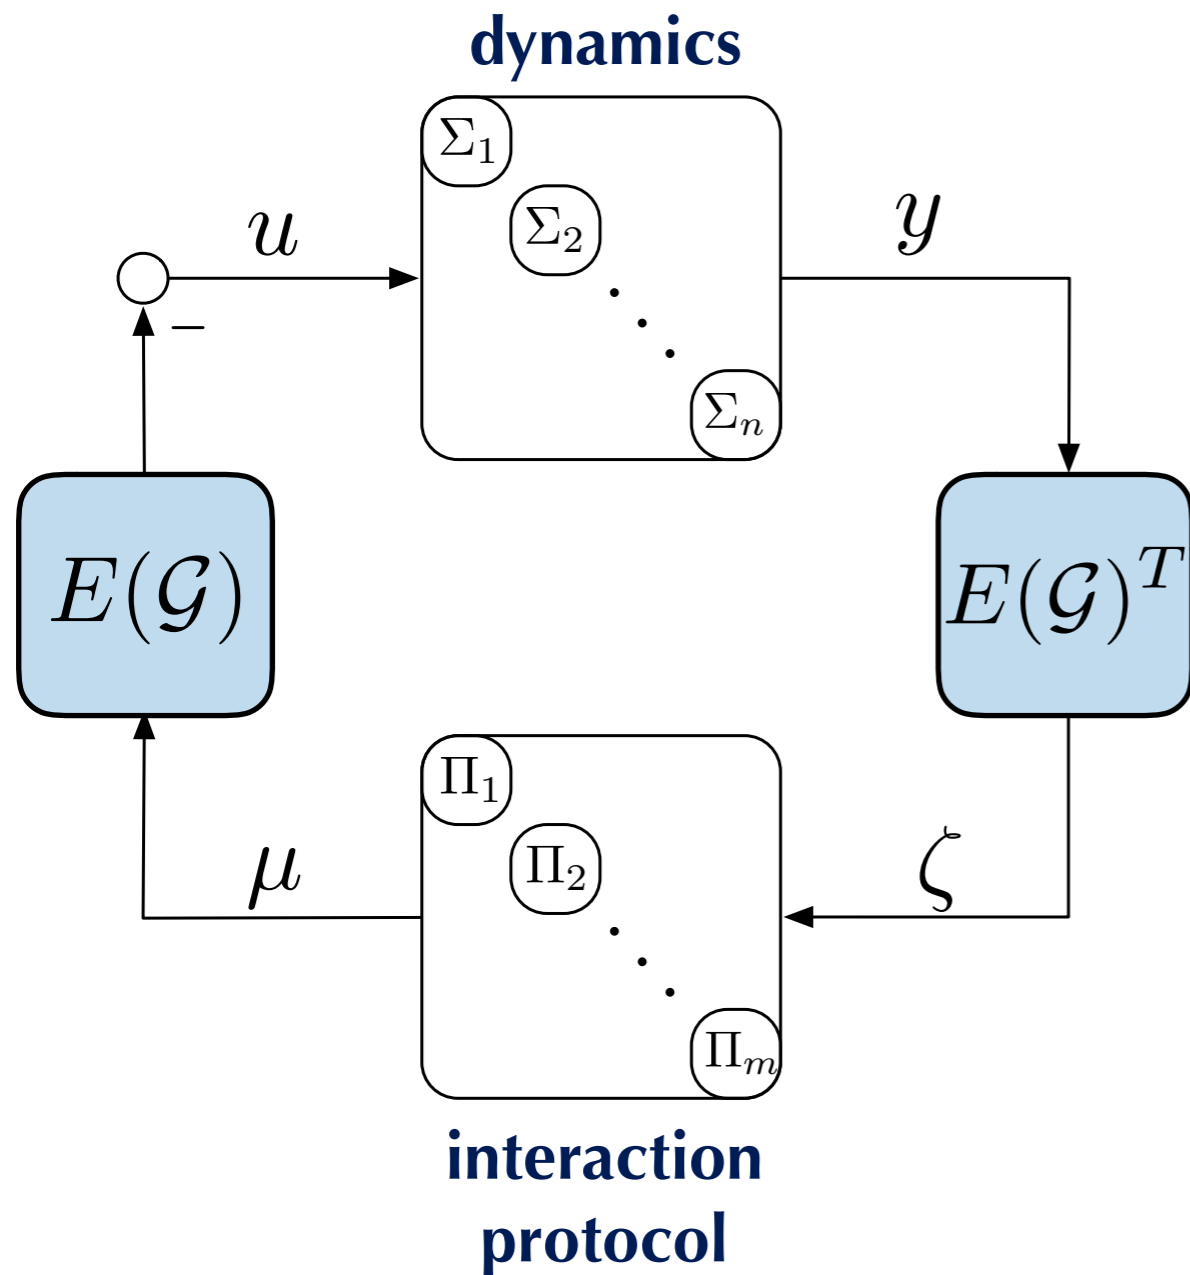 dynamics
Σ₁
Σ₂
Σₙ
u
y
−
E(𝒢)
E(𝒢)ᵀ
Π₁
Π₂
Πₘ
μ
ζ
interaction
protocol